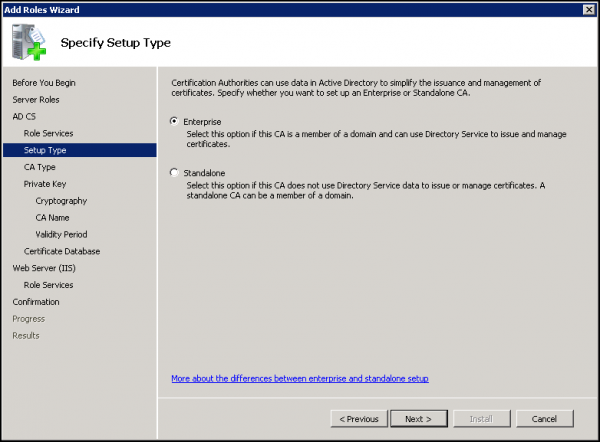 Add Roles Wizard
Specify Setup Type
Before You Begin
Server Roles
AD CS
Role Services
Setup Type
CA Type
Private Key
Cryptography
CA Name
Validity Period
Certificate Database
Web Server (IIS)
Role Services
Confirmation
Progress
Results
Certification Authorities can use data in Active Directory to simplify the issuance and management of
certificates. Specify whether you want to set up an Enterprise or Standalone CA.
Enterprise
Select this option if this CA is a member of a domain and can use Directory Service to issue and manage
certificates.
Standalone
Select this option if this CA does not use Directory Service data to issue or manage certificates. A
standalone CA can be a member of a domain.
More about the differences between enterprise and standalone setup
< Previous
Next >
Install
Cancel